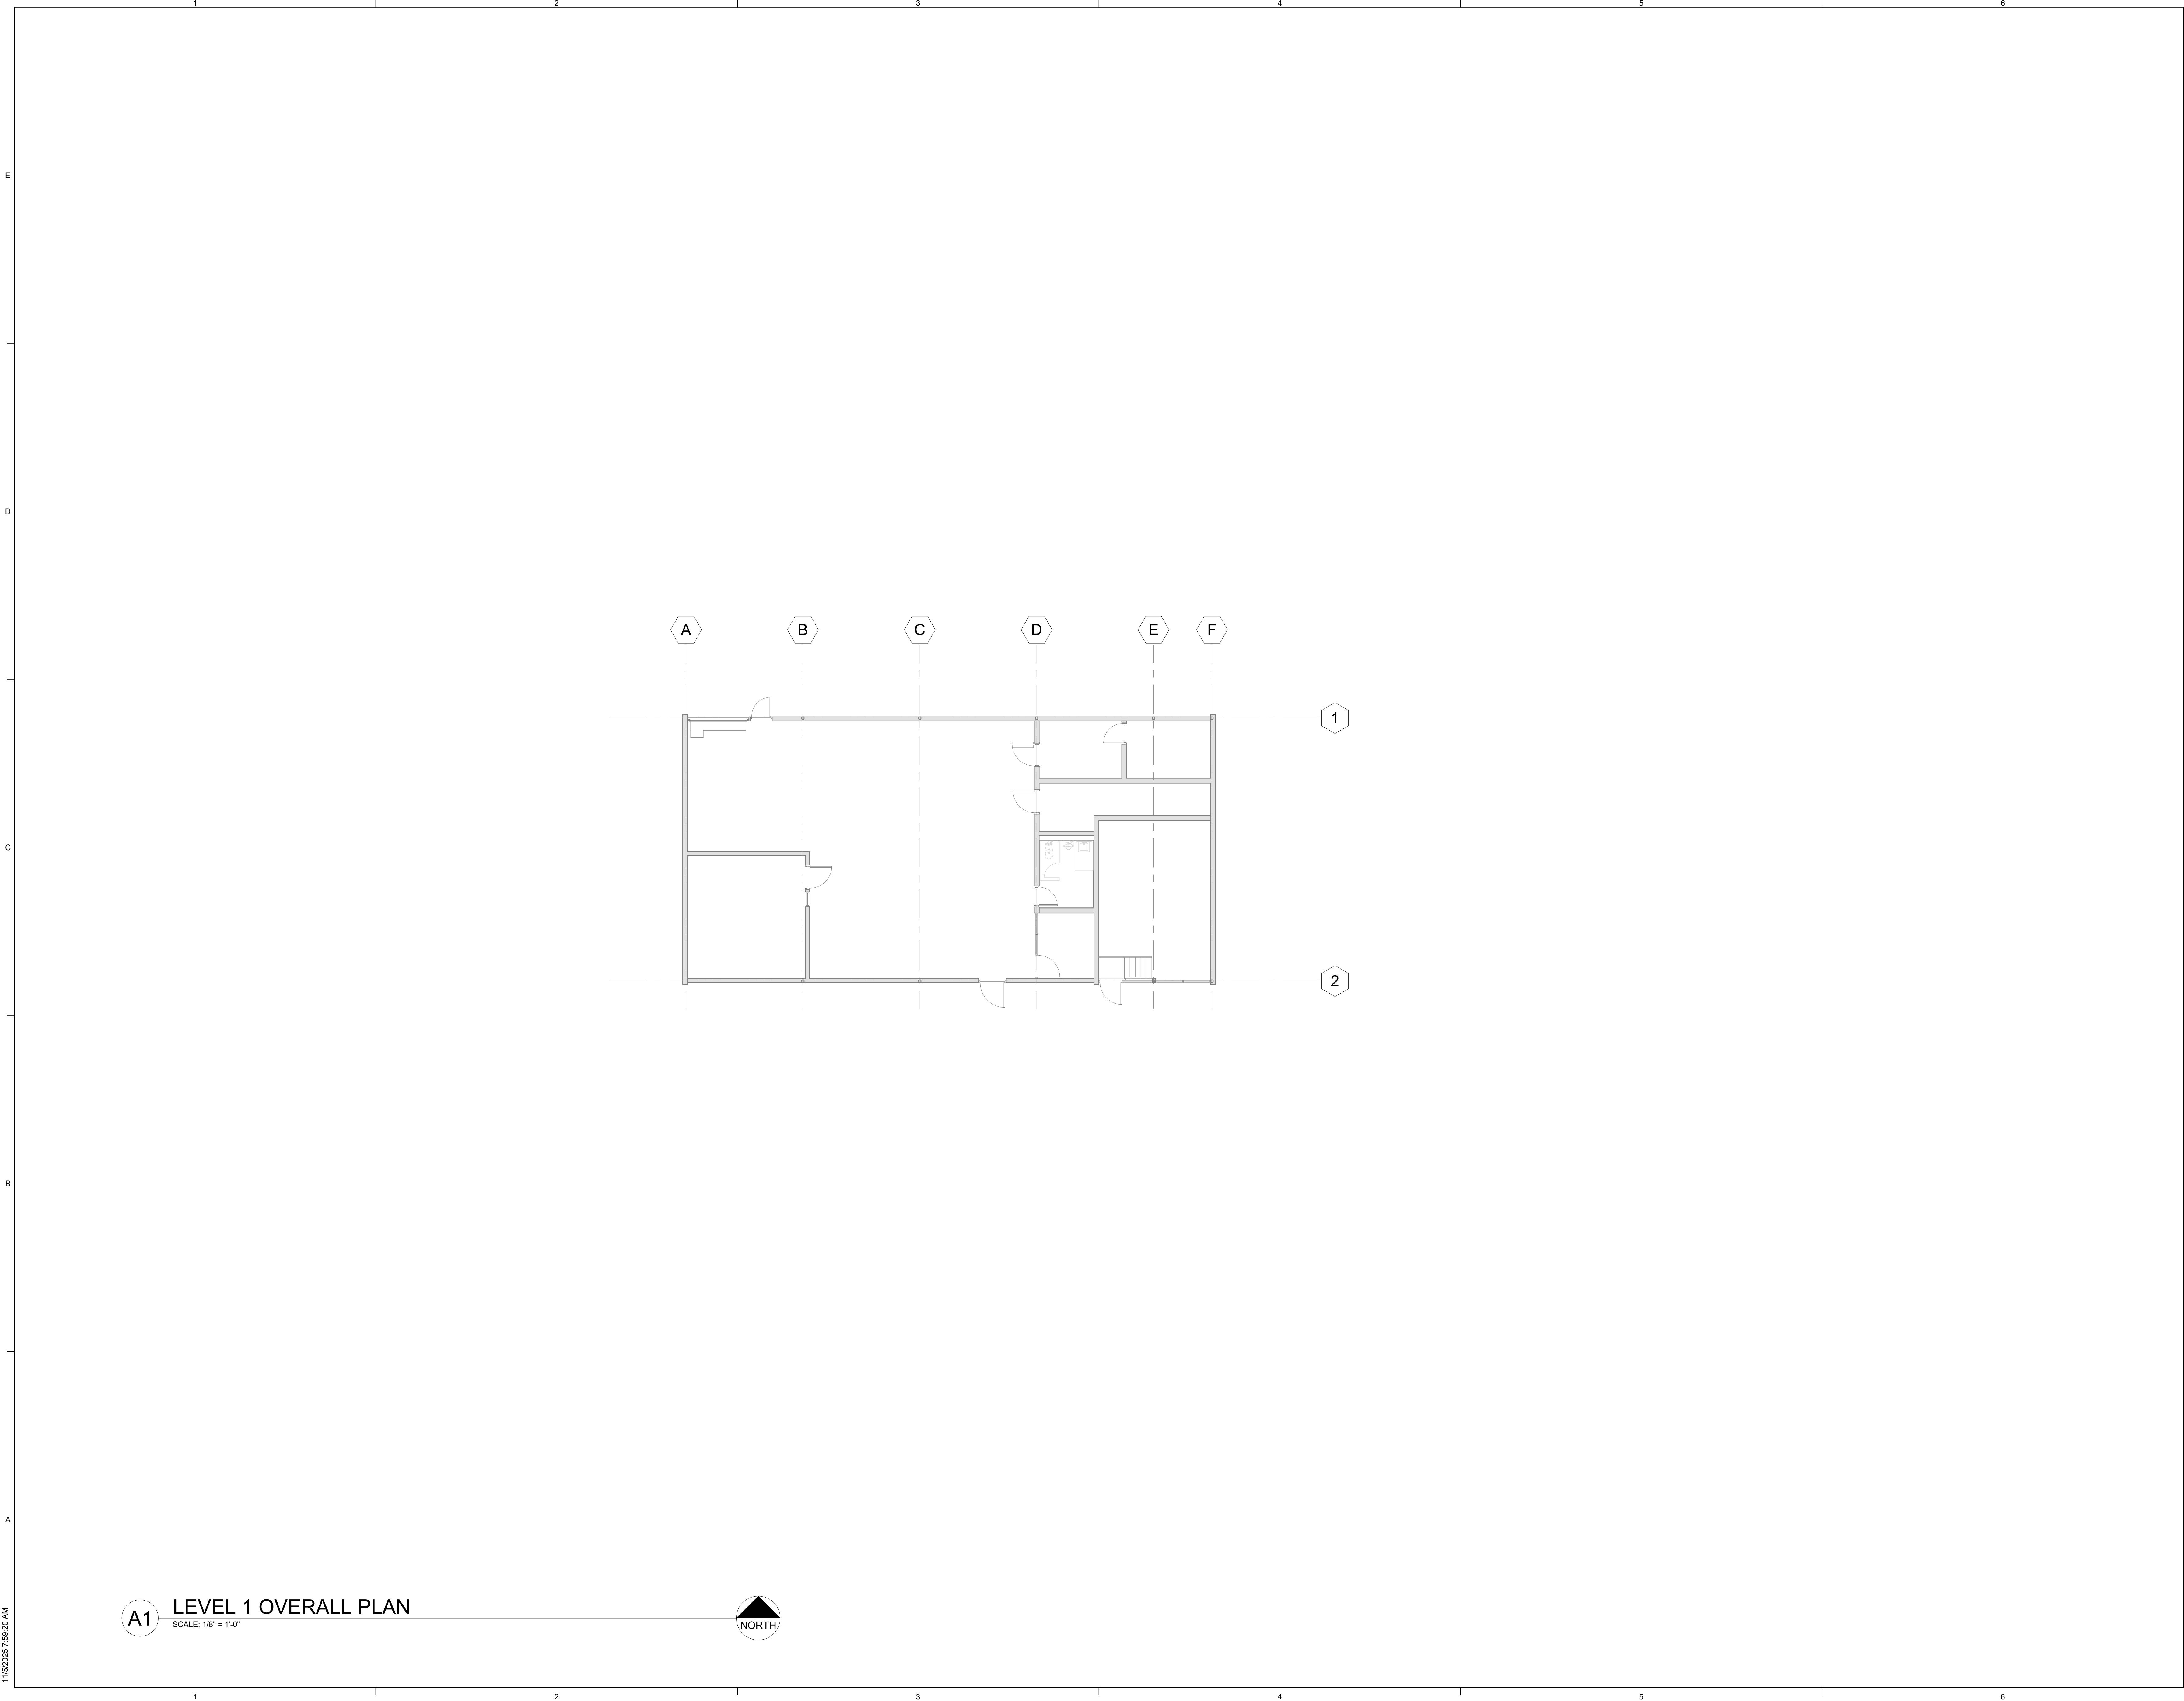 1 2 3 4 5 6
E
D
A B C D E F
1
C
2
B
A
A1 LEVEL 1 OVERALL PLAN
SCALE: 1/8" = 1'-0"
NORTH
11/5/2025 7:59:20 AM
1 2 3 4 5 6